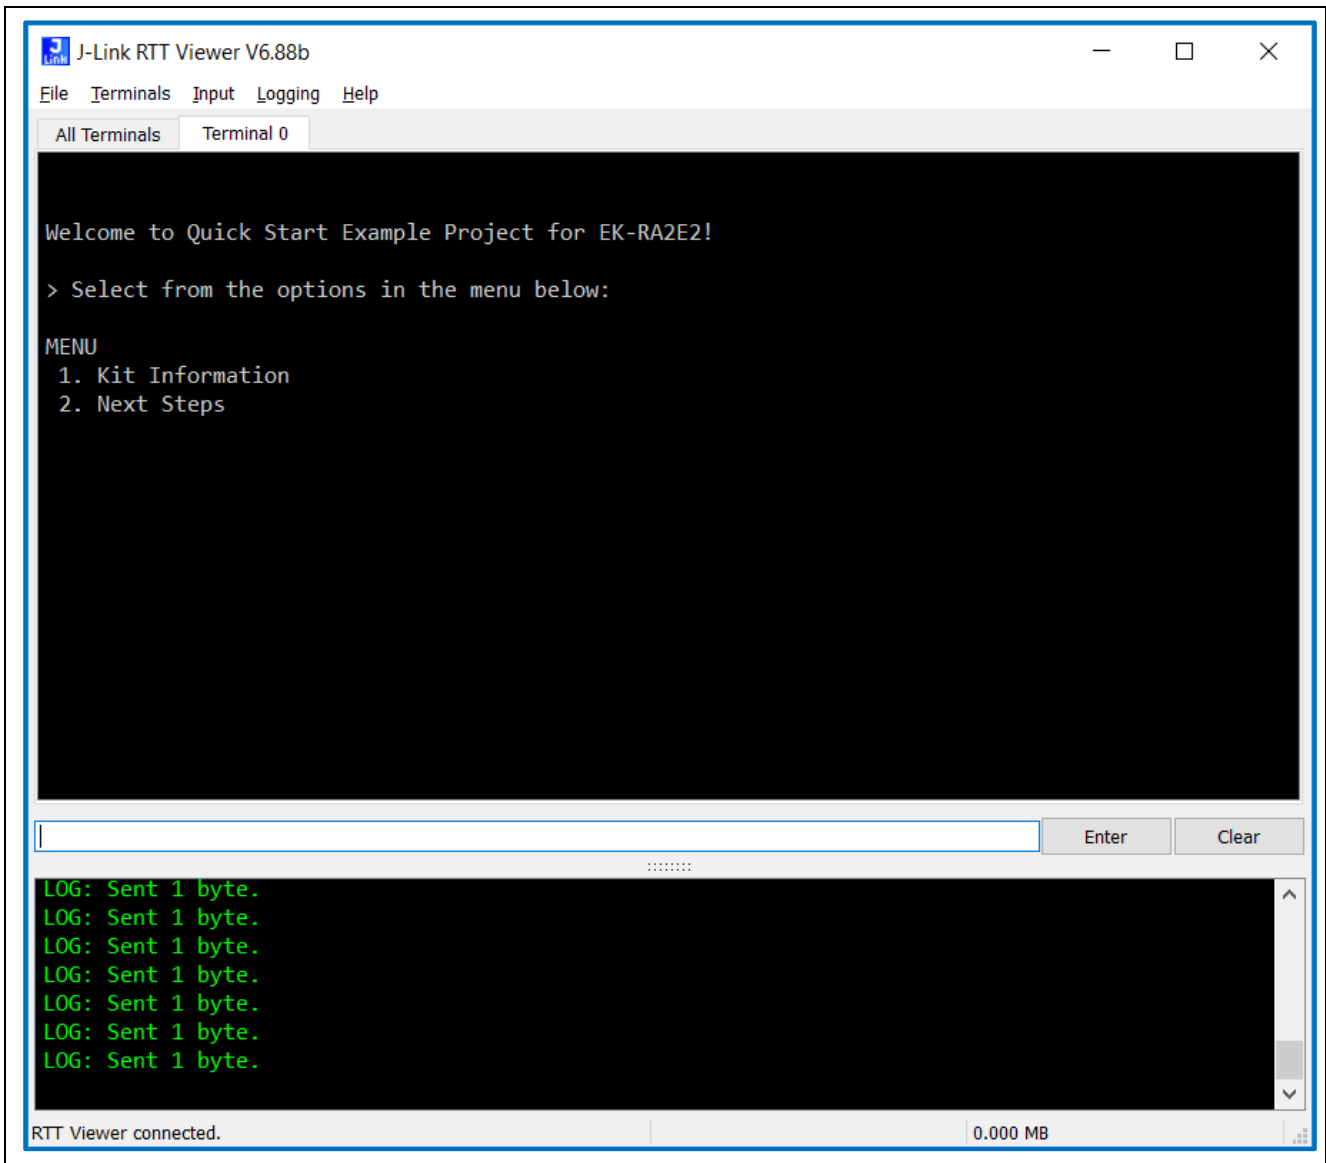 J-Link RTT Viewer V6.88b
File Terminals Input Logging Help
All Terminals Terminal 0
Welcome to Quick Start Example Project for EK-RA2E2!
> Select from the options in the menu below:
MENU
1. Kit Information
2. Next Steps
Enter Clear
LOG: Sent 1 byte.
LOG: Sent 1 byte.
LOG: Sent 1 byte.
LOG: Sent 1 byte.
LOG: Sent 1 byte.
LOG: Sent 1 byte.
LOG: Sent 1 byte.
RTT Viewer connected. 0.000 MB